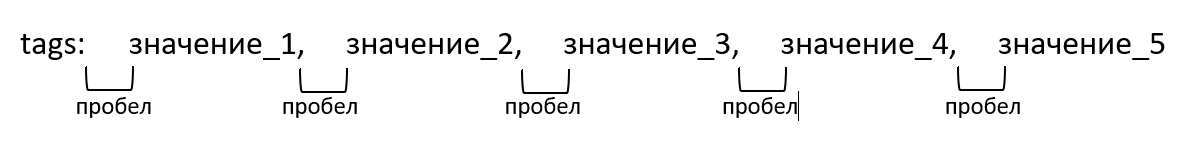 tags: значение_1, значение_2, значение_3, значение_4, значение_5
пробел пробел пробел пробел пробел